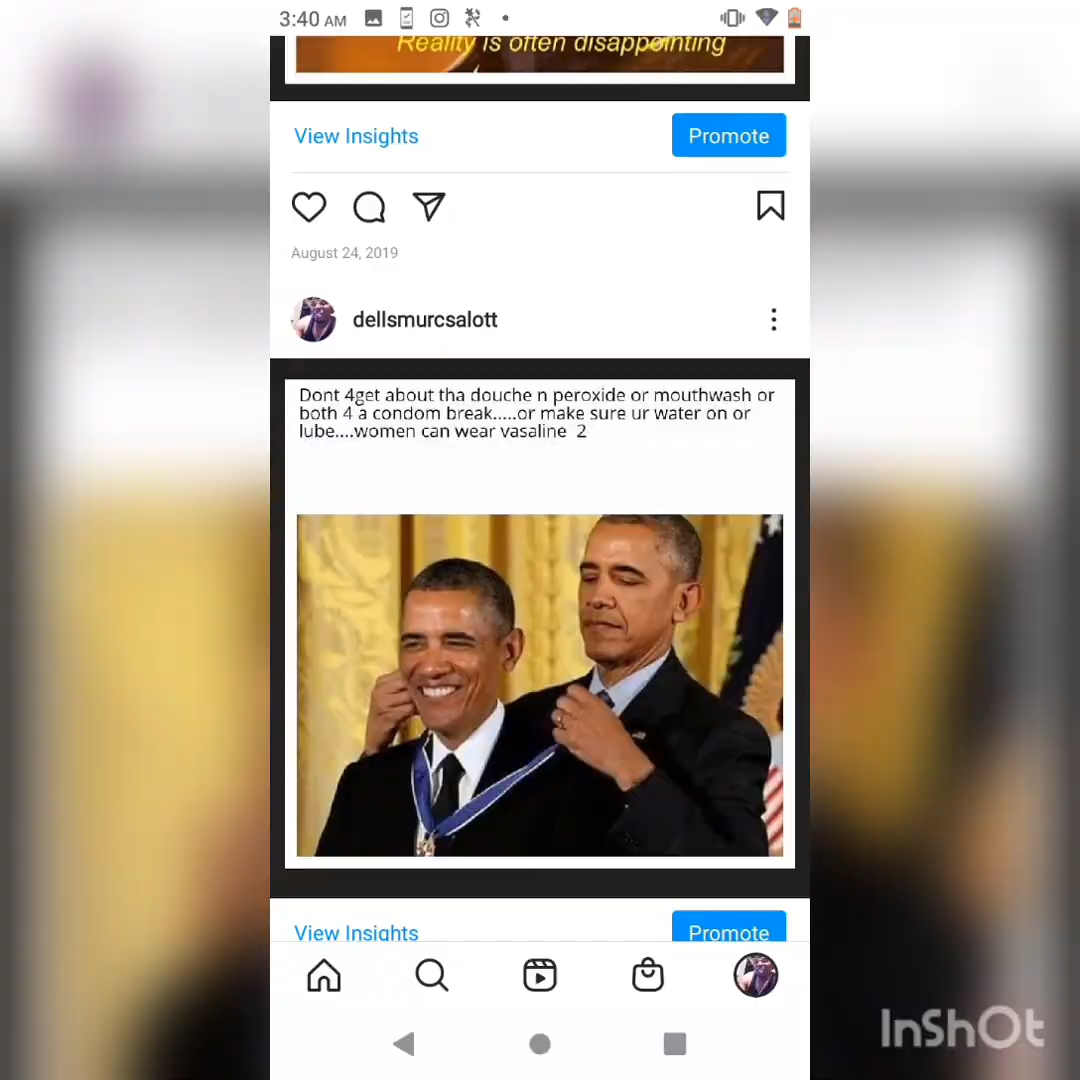 3:40 AM
Reality is often disappointing
View Insights
Promote
August 24, 2019
dellsmurcsalott
Dont 4get about tha douche n peroxide or mouthwash or
both 4 a condom break.....or make sure ur water on or
lube....women can wear vasaline 2
View Insights
Promote
InShOt